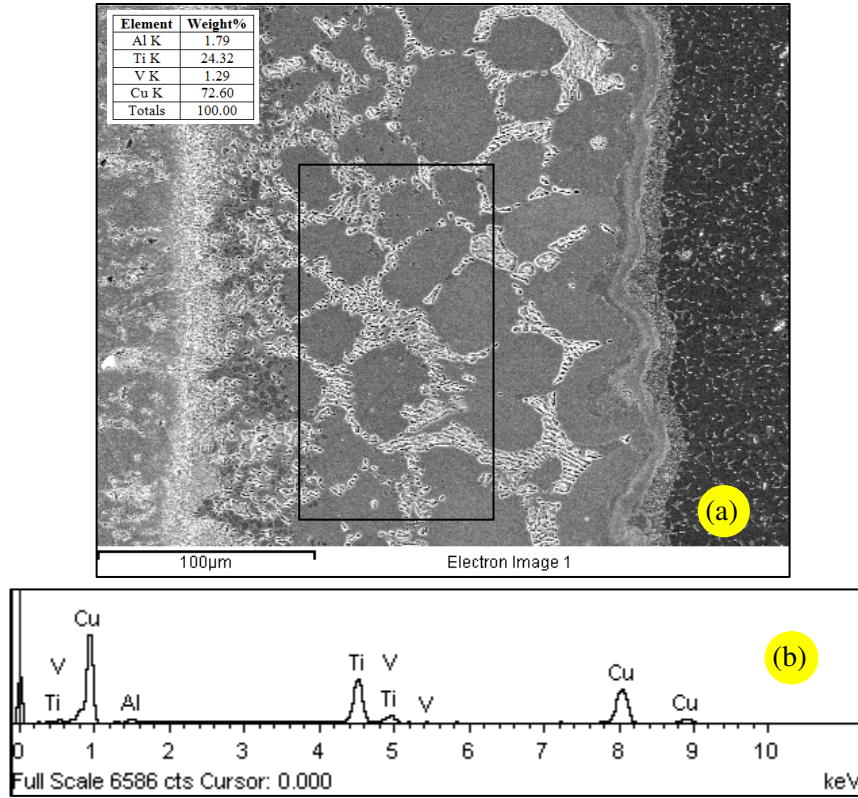 Element Weight%
Al K 1.79
Ti K 24.32
V K 1.29
Cu K 72.60
Totals 100.00
(a)
100µm Electron Image 1
Cu (b)
V Ti V Cu
Ti Al Ti V Cu
0 1 2 3 4 5 6 7 8 9 10
Full Scale 6586 cts Cursor: 0.000 keV